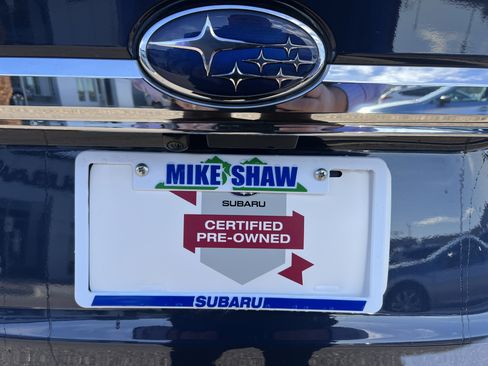 MIKE SHAW
SUBARU
CERTIFIED
PRE-OWNED
SUBARU